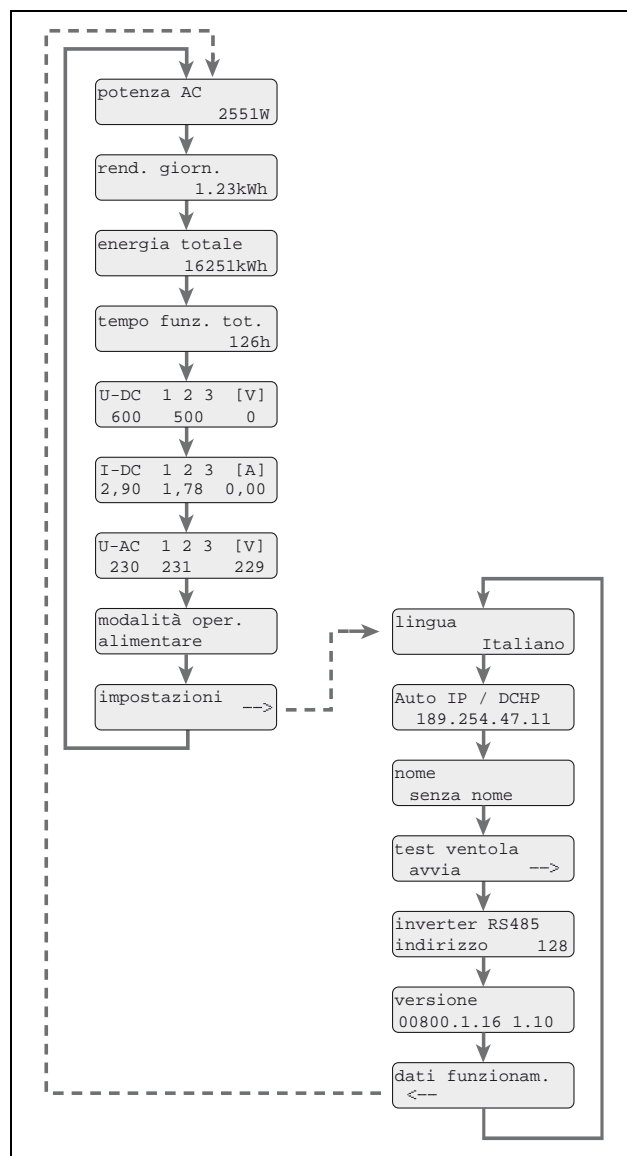 potenza AC
2551W
rend. giorn.
1.23kWh
energia totale
16251kWh
tempo funz. tot.
126h
U-DC 1 2 3 [V]
600 500 0
I-DC 1 2 3 [A]
2,90 1,78 0,00
U-AC 1 2 3 [V]
230 231 229
modalità oper.
alimentare
impostazioni
-->
lingua
Italiano
Auto IP / DCHP
189.254.47.11
nome
senza nome
test ventola
avvia -->
inverter RS485
indirizzo 128
versione
00800.1.16 1.10
dati funzionam.
<--